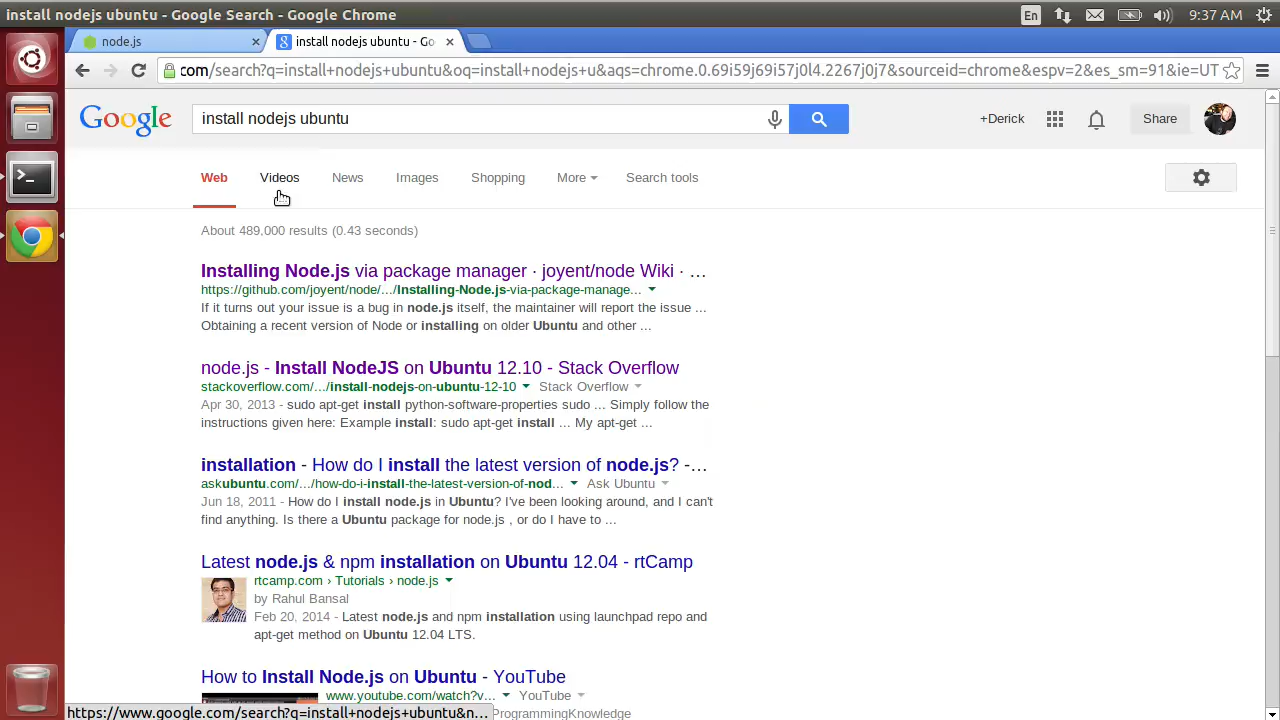 install nodejs ubuntu - Google Search - Google Chrome
En
9:37 AM
node.js
install nodejs ubuntu - Go
com/search?q=install+nodejs+ubuntu&oq=install+nodejs+u&aqs=chrome.0.69i59j69i57j0l4.2267j0j7&sourceid=chrome&espv=2&es_sm=91&ie=UT
Google
install nodejs ubuntu
+Derick
Share
Web
Videos
News
Images
Shopping
More
Search tools
About 489,000 results (0.43 seconds)
Installing Node.js via package manager · joyent/node Wiki · ...
https://github.com/joyent/node/.../Installing-Node.js-via-package-manage...
If it turns out your issue is a bug in node.js itself, the maintainer will report the issue ...
Obtaining a recent version of Node or installing on older Ubuntu and other ...
node.js - Install NodeJS on Ubuntu 12.10 - Stack Overflow
stackoverflow.com/.../install-nodejs-on-ubuntu-12-10 Stack Overflow
Apr 30, 2013 - sudo apt-get install python-software-properties sudo ... Simply follow the
instructions given here: Example install: sudo apt-get install ... My apt-get ...
installation - How do I install the latest version of node.js? -...
askubuntu.com/.../how-do-i-install-the-latest-version-of-nod... Ask Ubuntu
Jun 18, 2011 - How do I install node.js in Ubuntu? I've been looking around, and I can't
find anything. Is there a Ubuntu package for node.js , or do I have to ...
Latest node.js & npm installation on Ubuntu 12.04 - rtCamp
rtcamp.com › Tutorials › node.js
by Rahul Bansal
Feb 20, 2014 - Latest node.js and npm installation using launchpad repo and
apt-get method on Ubuntu 12.04 LTS.
How to Install Node.js on Ubuntu - YouTube
www.youtube.com/watch?v... YouTube
https://www.google.com/search?q=install+nodejs+ubuntu&n...
ProgrammingKnowledge